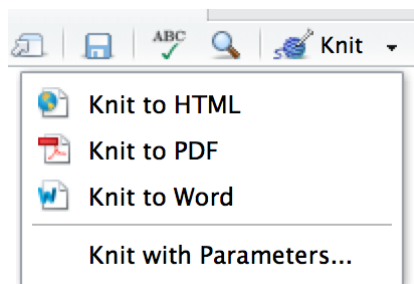 ABC Knit
Knit to HTML
Knit to PDF
Knit to Word
Knit with Parameters...